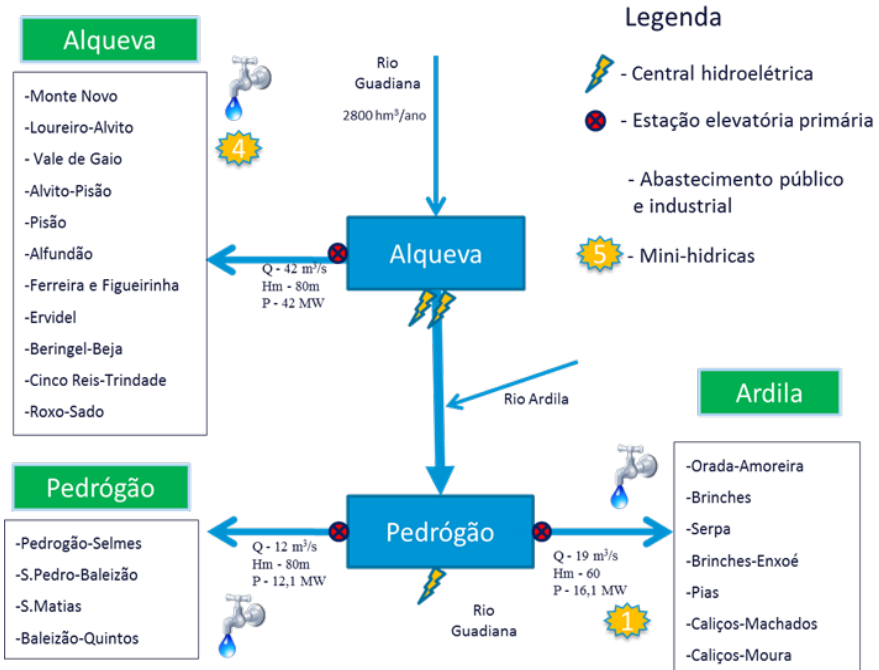 Alqueva
-Monte Novo
-Loureiro-Alvito
- Vale de Gaio
-Alvito-Pisão
-Pisão
-Alfundão
-Ferreira e Figueirinha
-Ervidel
-Beringel-Beja
-Cinco Reis-Trindade
-Roxo-Sado
4
Rio
Guadiana
2800 hm³/ano
Legenda
- Central hidroelétrica
- Estação elevatória primária
- Abastecimento público
e industrial
5 - Mini-hidricas
Alqueva
Q - 42 m³/s
Hm - 80m
P - 42 MW
Rio Ardila
Ardila
-Orada-Amoreira
-Brinches
-Serpa
-Brinches-Enxoé
-Pias
-Caliços-Machados
-Caliços-Moura
Pedrógão
-Pedrogão-Selmes
-S.Pedro-Baleizão
-S.Matias
-Baleizão-Quintos
Q - 12 m³/s
Hm - 80m
P - 12,1 MW
Pedrógão
Q - 19 m³/s
Hm - 60
P - 16,1 MW
1
Rio
Guadiana